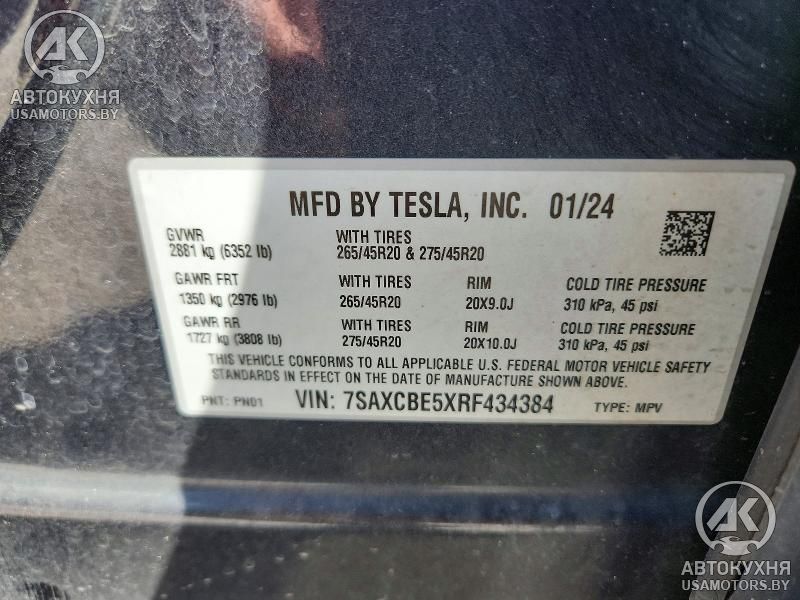 AK
АВТОКУХНЯ
USAMOTORS.BY
MFD BY TESLA, INC. 01/24
GVWR WITH TIRES
2881 kg (6352 lb) 265/45R20 & 275/45R20
GAWR FRT WITH TIRES RIM COLD TIRE PRESSURE
1350 kg (2976 lb) 265/45R20 20X9.0J 310 kPa, 45 psi
GAWR RR WITH TIRES RIM COLD TIRE PRESSURE
1727 kg (3808 lb) 275/45R20 20X10.0J 310 kPa, 45 psi
THIS VEHICLE CONFORMS TO ALL APPLICABLE U.S. FEDERAL MOTOR VEHICLE SAFETY
STANDARDS IN EFFECT ON THE DATE OF MANUFACTURE SHOWN ABOVE.
PNT: PN01 VIN: 7SAXCBE5XRF434384 TYPE: MPV
AK
АВТОКУХНЯ
USAMOTORS.BY